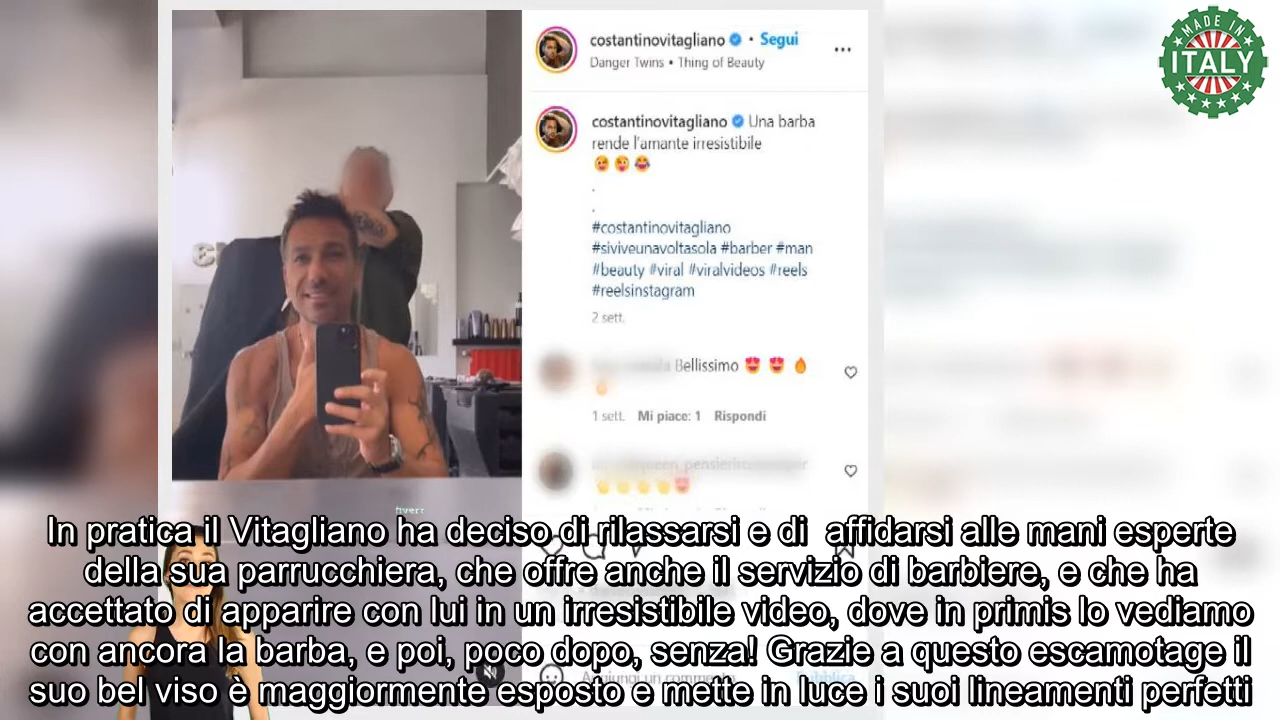 MADE IN
ITALY
costantinovitagliano • Segui
Danger Twins • Thing of Beauty
costantinovitagliano Una barba
rende l'amante irresistibile
😉😜😂
.
.
#costantinovitagliano
#siviveunavoltasola #barber #man
#beauty #viral #viralvideos #reels
#reelsinstagram
2 sett.
Bellissimo 😍 😍 🔥
🔥
1 sett. Mi piace: 1 Rispondi
fiverr
In pratica il Vitagliano ha deciso di rilassarsi e di affidarsi alle mani esperte
della sua parrucchiera, che offre anche il servizio di barbiere, e che ha
accettato di apparire con lui in un irresistibile video, dove in primis lo vediamo
con ancora la barba, e poi, poco dopo, senza! Grazie a questo escamotage il
Aggiungi un commento... Pubblica
suo bel viso è maggiormente esposto e mette in luce i suoi lineamenti perfetti